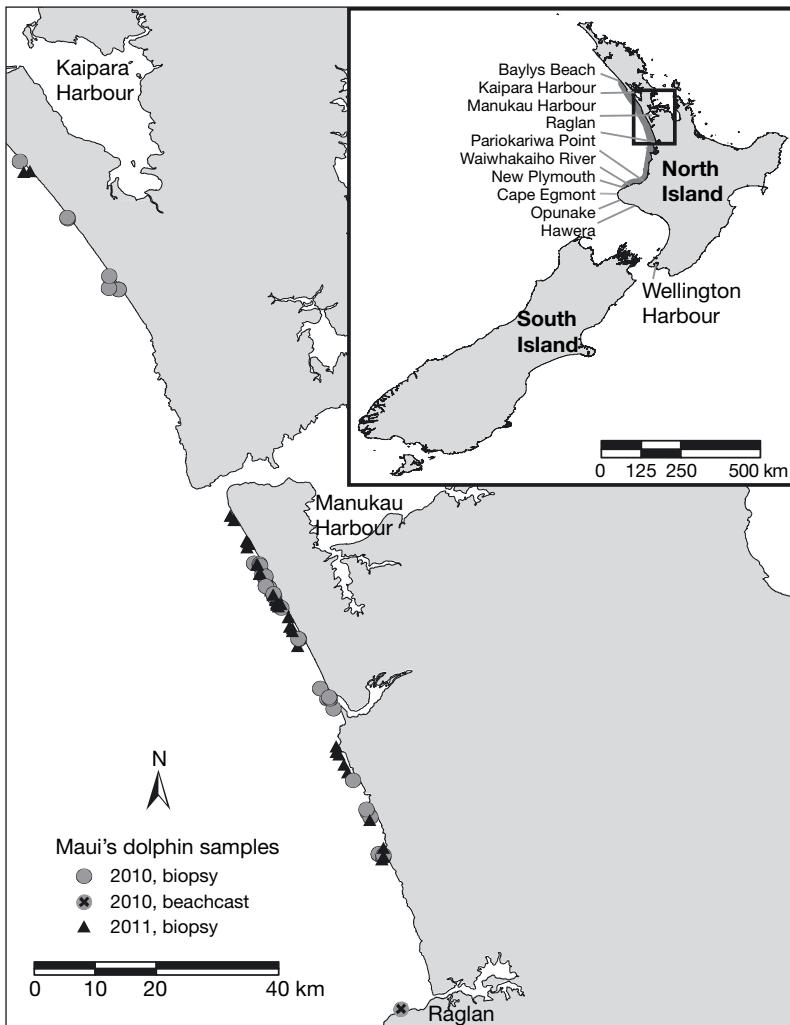 Kaipara
Harbour
Baylys Beach
Kaipara Harbour
Manukau Harbour
Raglan
Pariokariwa Point
Waiwhakaiho River
New Plymouth
Cape Egmont
Opunake
Hawera
North
Island
Wellington
Harbour
South
Island
0 125 250 500 km
Manukau
Harbour
N
Maui's dolphin samples
2010, biopsy
2010, beachcast
2011, biopsy
0 10 20 40 km
Raglan